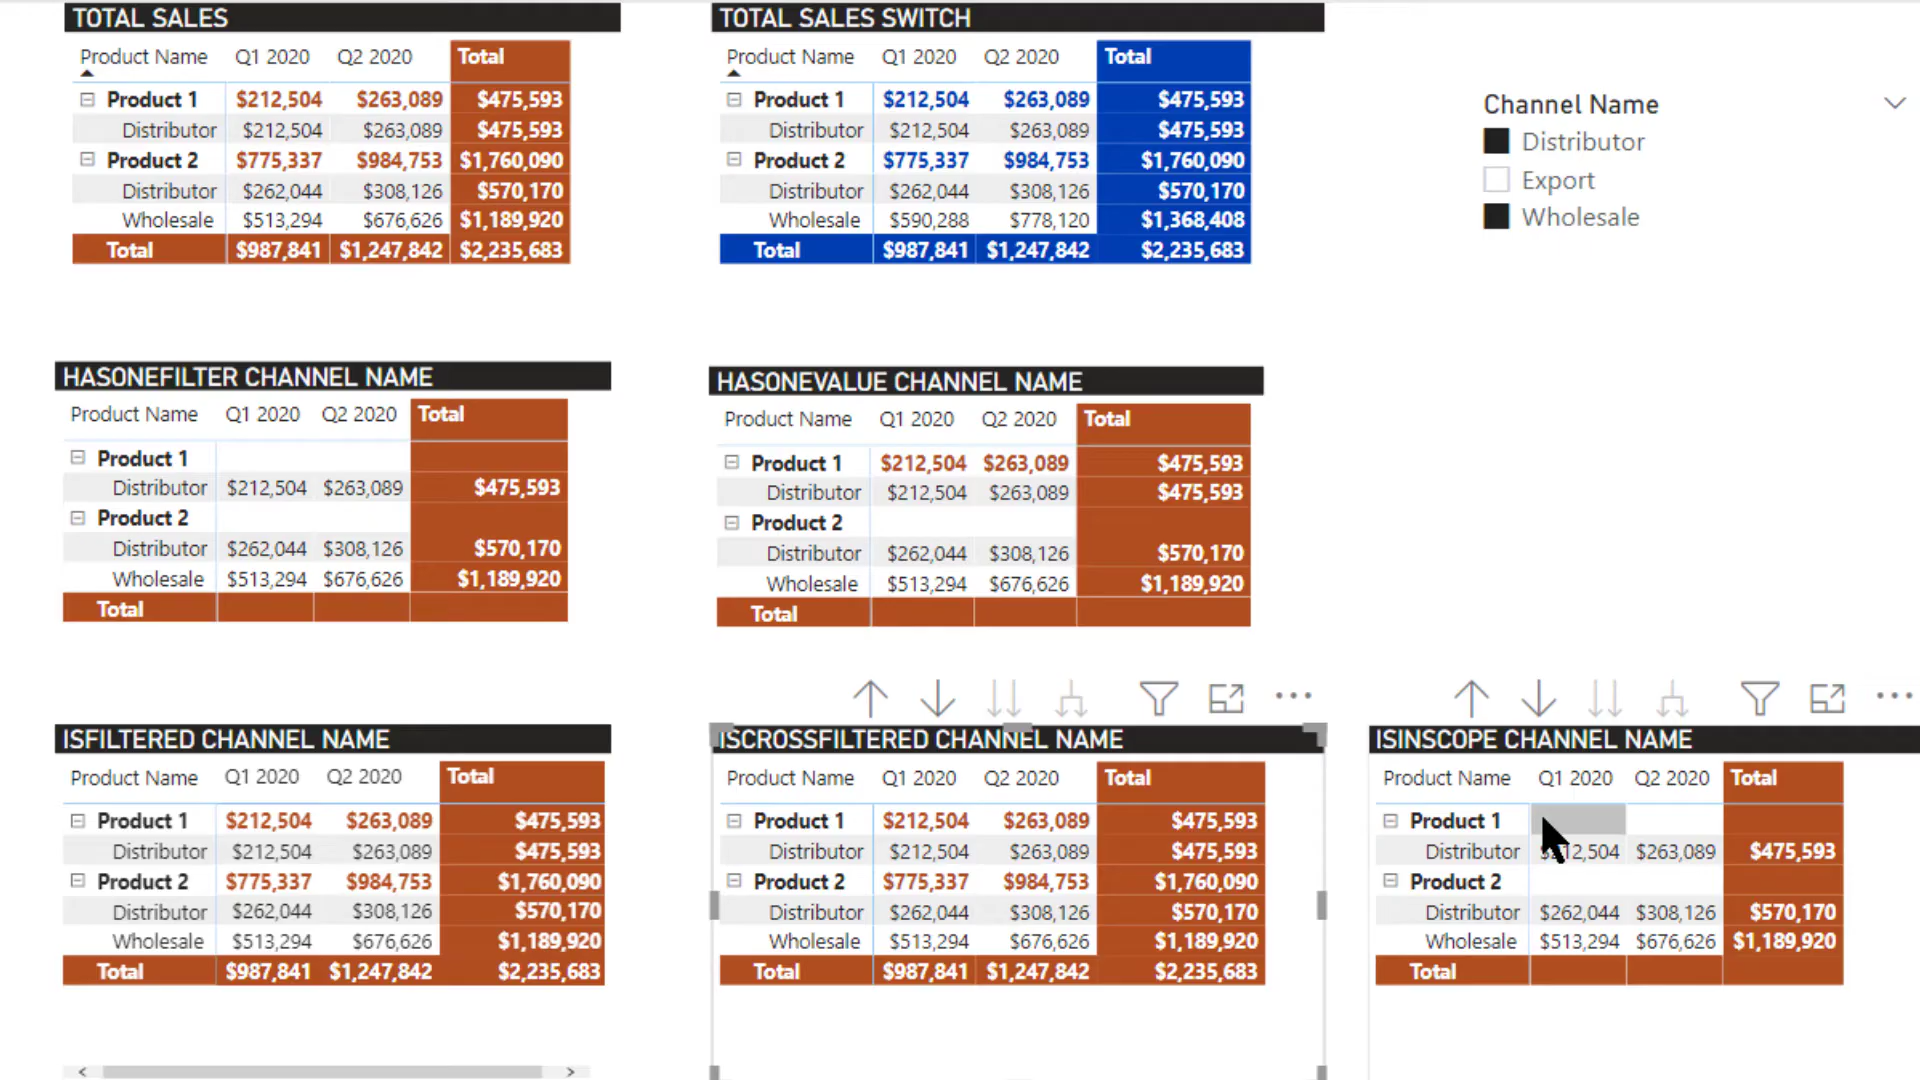 TOTAL SALES
Product Name Q1 2020 Q2 2020 Total
Product 1 $212,504 $263,089 $475,593
Distributor $212,504 $263,089 $475,593
Product 2 $775,337 $984,753 $1,760,090
Distributor $262,044 $308,126 $570,170
Wholesale $513,294 $676,626 $1,189,920
Total $987,841 $1,247,842 $2,235,683
TOTAL SALES SWITCH
Product Name Q1 2020 Q2 2020 Total
Product 1 $212,504 $263,089 $475,593
Distributor $212,504 $263,089 $475,593
Product 2 $775,337 $984,753 $1,760,090
Distributor $262,044 $308,126 $570,170
Wholesale $590,288 $778,120 $1,368,408
Total $987,841 $1,247,842 $2,235,683
Channel Name
Distributor
Export
Wholesale
HASONEFILTER CHANNEL NAME
Product Name Q1 2020 Q2 2020 Total
Product 1
Distributor $212,504 $263,089 $475,593
Product 2
Distributor $262,044 $308,126 $570,170
Wholesale $513,294 $676,626 $1,189,920
Total
HASONEVALUE CHANNEL NAME
Product Name Q1 2020 Q2 2020 Total
Product 1 $212,504 $263,089 $475,593
Distributor $212,504 $263,089 $475,593
Product 2
Distributor $262,044 $308,126 $570,170
Wholesale $513,294 $676,626 $1,189,920
Total
ISFILTERED CHANNEL NAME
Product Name Q1 2020 Q2 2020 Total
Product 1 $212,504 $263,089 $475,593
Distributor $212,504 $263,089 $475,593
Product 2 $775,337 $984,753 $1,760,090
Distributor $262,044 $308,126 $570,170
Wholesale $513,294 $676,626 $1,189,920
Total $987,841 $1,247,842 $2,235,683
ISCROSSFILTERED CHANNEL NAME
Product Name Q1 2020 Q2 2020 Total
Product 1 $212,504 $263,089 $475,593
Distributor $212,504 $263,089 $475,593
Product 2 $775,337 $984,753 $1,760,090
Distributor $262,044 $308,126 $570,170
Wholesale $513,294 $676,626 $1,189,920
Total $987,841 $1,247,842 $2,235,683
ISINSCOPE CHANNEL NAME
Product Name Q1 2020 Q2 2020 Total
Product 1
Distributor $212,504 $263,089 $475,593
Product 2
Distributor $262,044 $308,126 $570,170
Wholesale $513,294 $676,626 $1,189,920
Total